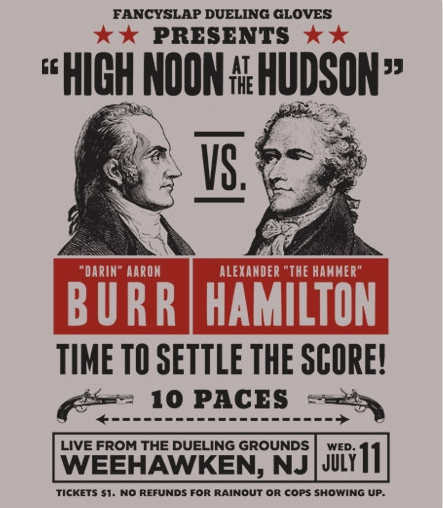 FANCYSLAP DUELING GLOVES
PRESENTS
“HIGH NOON AT THE HUDSON”
VS.
"DARIN" AARON
BURR
ALEXANDER "THE HAMMER"
HAMILTON
TIME TO SETTLE THE SCORE!
10 PACES
LIVE FROM THE DUELING GROUNDS
WEEHAWKEN, NJ
WED.
JULY 11
TICKETS $1. NO REFUNDS FOR RAINOUT OR COPS SHOWING UP.